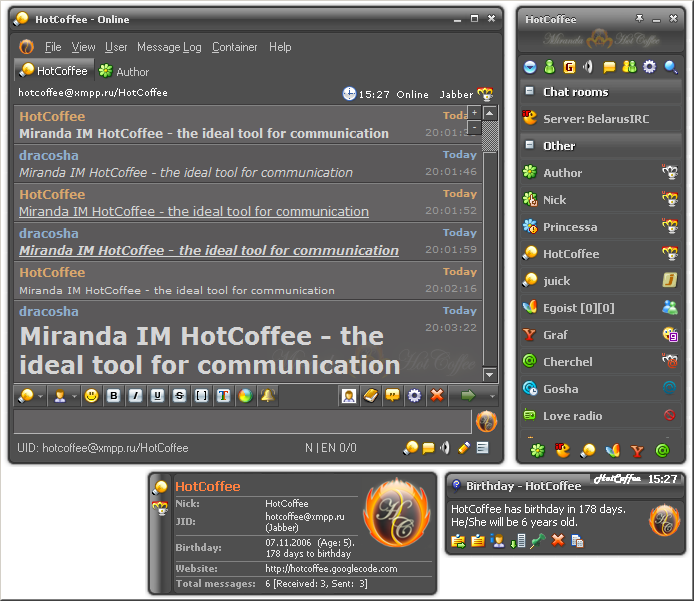 HotCoffee - Online
File View User Message Log Container Help
HotCoffee Author
hotcoffee@xmpp.ru/HotCoffee 15:27 Online Jabber
HotCoffee Today
Miranda IM HotCoffee - the ideal tool for communication
dracosha Today
Miranda IM HotCoffee - the ideal tool for communication 20:01:46
HotCoffee Today
Miranda IM HotCoffee - the ideal tool for communication 20:01:52
dracosha Today
Miranda IM HotCoffee - the ideal tool for communication 20:01:59
HotCoffee Today
Miranda IM HotCoffee - the ideal tool for communication 20:02:16
dracosha Today
Miranda IM HotCoffee - the 20:03:22
ideal tool for communication
UID: hotcoffee@xmpp.ru/HotCoffee N | EN 0/0
HotCoffee
Miranda HotCoffee
Chat rooms
Server: BelarusIRC
Other
Author
Nick
Princessa
HotCoffee
juick
Egoist [0][0]
Graf
Cherchel
Gosha
Love radio
HotCoffee
Nick: HotCoffee
JID: hotcoffee@xmpp.ru
(Jabber)
Birthday: 07.11.2006 (Age: 5).
178 days to birthday
Website: http://hotcoffee.googlecode.com
Total messages: 6 [Received: 3, Sent: 3]
HC
HotCoffee 15:27
Birthday - HotCoffee
HotCoffee has birthday in 178 days.
He/She will be 6 years old.